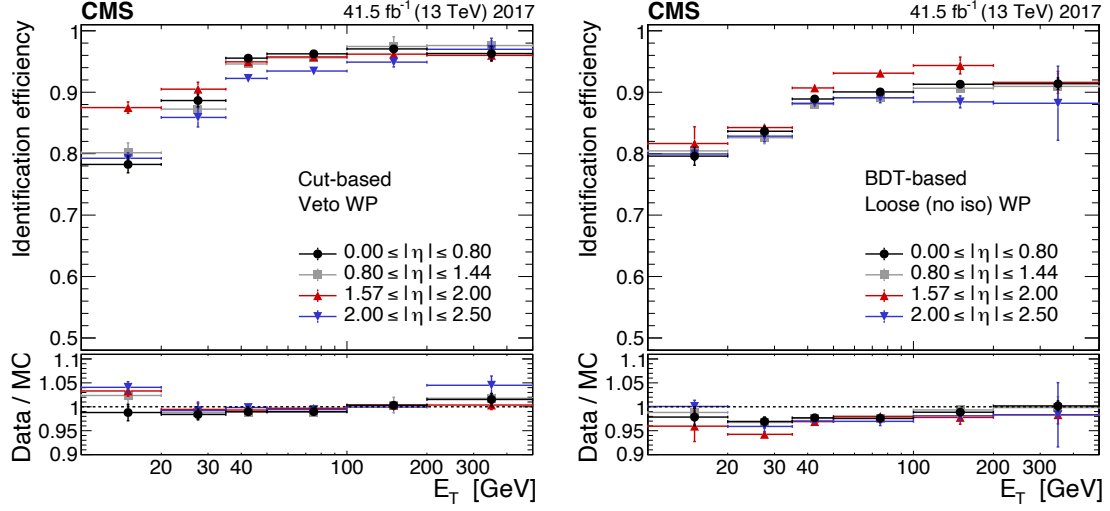 CMS 41.5 fb⁻¹ (13 TeV) 2017
Identification efficiency
1
0.9
0.8
0.7
0.6
0.5
Cut-based
Veto WP
0.00 ≤ | η | ≤ 0.80
0.80 ≤ | η | ≤ 1.44
1.57 ≤ | η | ≤ 2.00
2.00 ≤ | η | ≤ 2.50
Data / MC
1.1
1.05
1
0.95
0.9
20 30 40 100 200 300
E_T [GeV]
CMS 41.5 fb⁻¹ (13 TeV) 2017
Identification efficiency
1
0.9
0.8
0.7
0.6
0.5
BDT-based
Loose (no iso) WP
0.00 ≤ | η | ≤ 0.80
0.80 ≤ | η | ≤ 1.44
1.57 ≤ | η | ≤ 2.00
2.00 ≤ | η | ≤ 2.50
Data / MC
1.1
1.05
1
0.95
0.9
20 30 40 100 200 300
E_T [GeV]